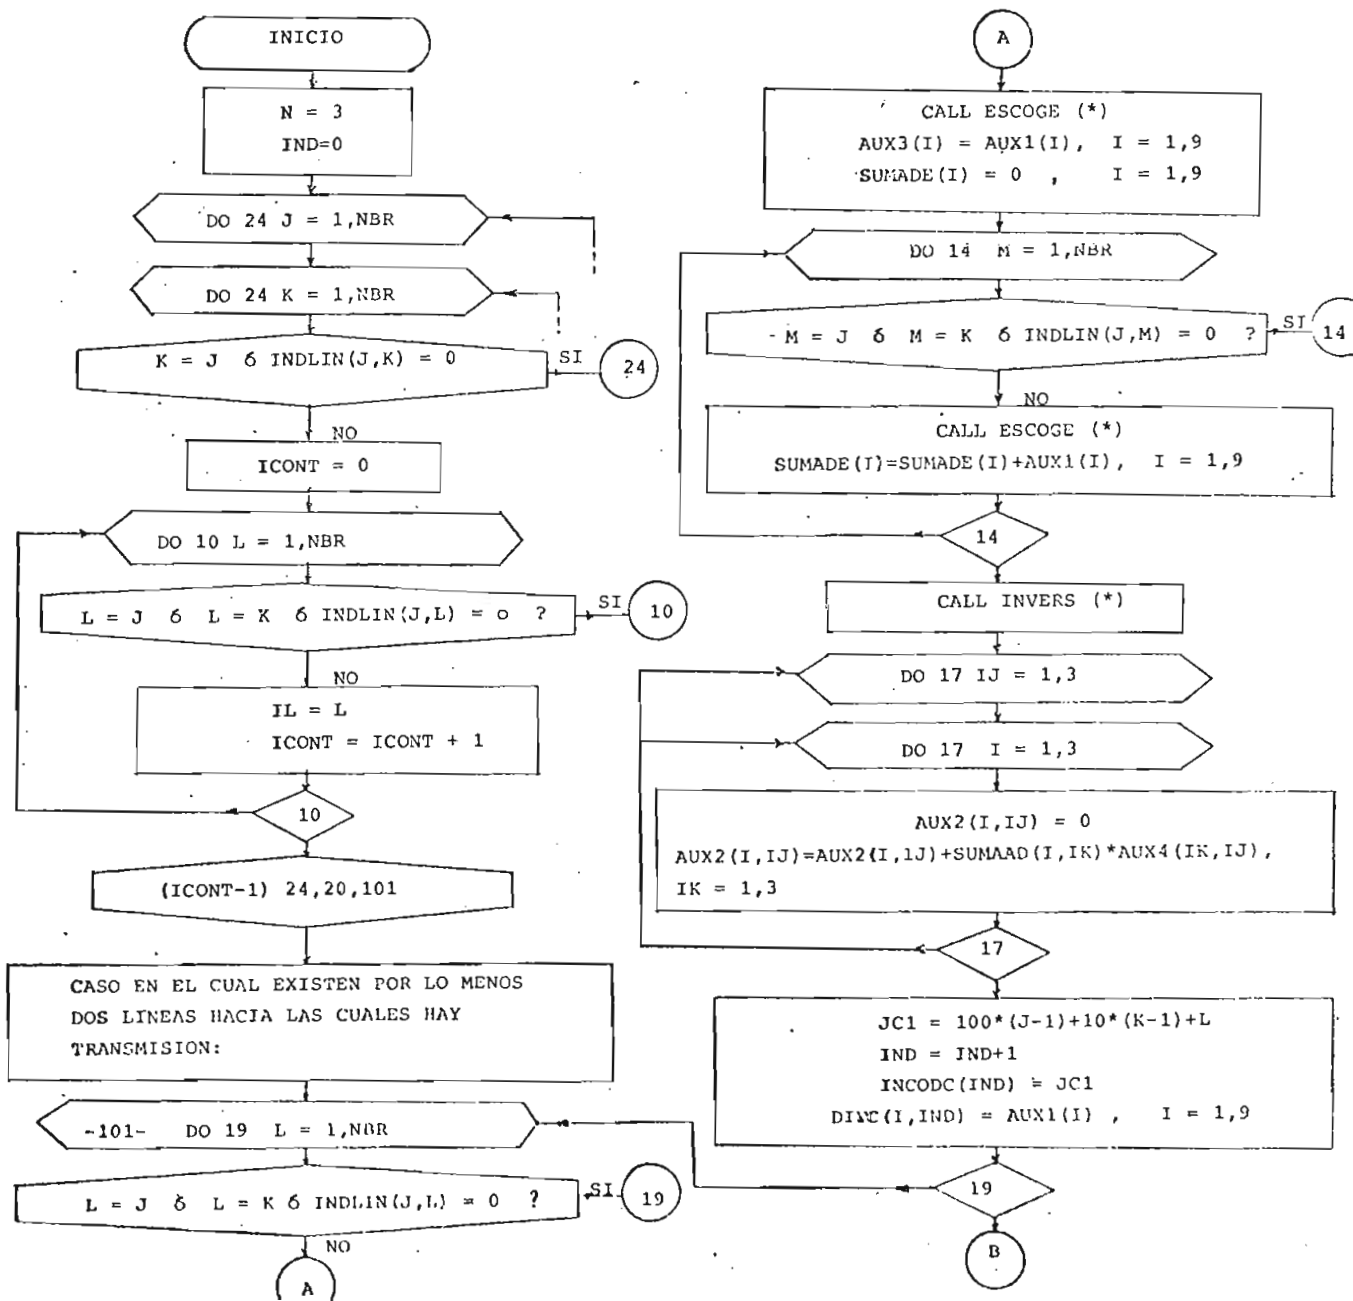 INICIO
N = 3
IND=0
DO 24 J = 1,NBR
DO 24 K = 1,NBR
K = J ó INDLIN(J,K) = 0
SI
24
NO
ICONT = 0
DO 10 L = 1,NBR
L = J ó L = K ó INDLIN(J,L) = o ?
SI
10
NO
IL = L
ICONT = ICONT + 1
10
(ICONT-1) 24,20,101
CASO EN EL CUAL EXISTEN POR LO MENOS
DOS LINEAS HACIA LAS CUALES HAY
TRANSMISION:
-101- DO 19 L = 1,NBR
L = J ó L = K ó INDLIN(J,L) = 0 ?
SI
19
NO
A
A
CALL ESCOGE (*)
AUX3(I) = AUX1(I), I = 1,9
SUMADE(I) = 0 , I = 1,9
DO 14 M = 1,NBR
M = J ó M = K ó INDLIN(J,M) = 0 ?
SI
14
NO
CALL ESCOGE (*)
SUMADE(I)=SUMADE(I)+AUX1(I), I = 1,9
14
CALL INVERS (*)
DO 17 IJ = 1,3
DO 17 I = 1,3
AUX2(I,IJ) = 0
AUX2(I,IJ)=AUX2(I,IJ)+SUMAAD(I,IK)*AUX4(IK,IJ),
IK = 1,3
17
JC1 = 100*(J-1)+10*(K-1)+L
IND = IND+1
INCODC(IND) = JC1
= AUX1(I) , I = 1,9
19
B